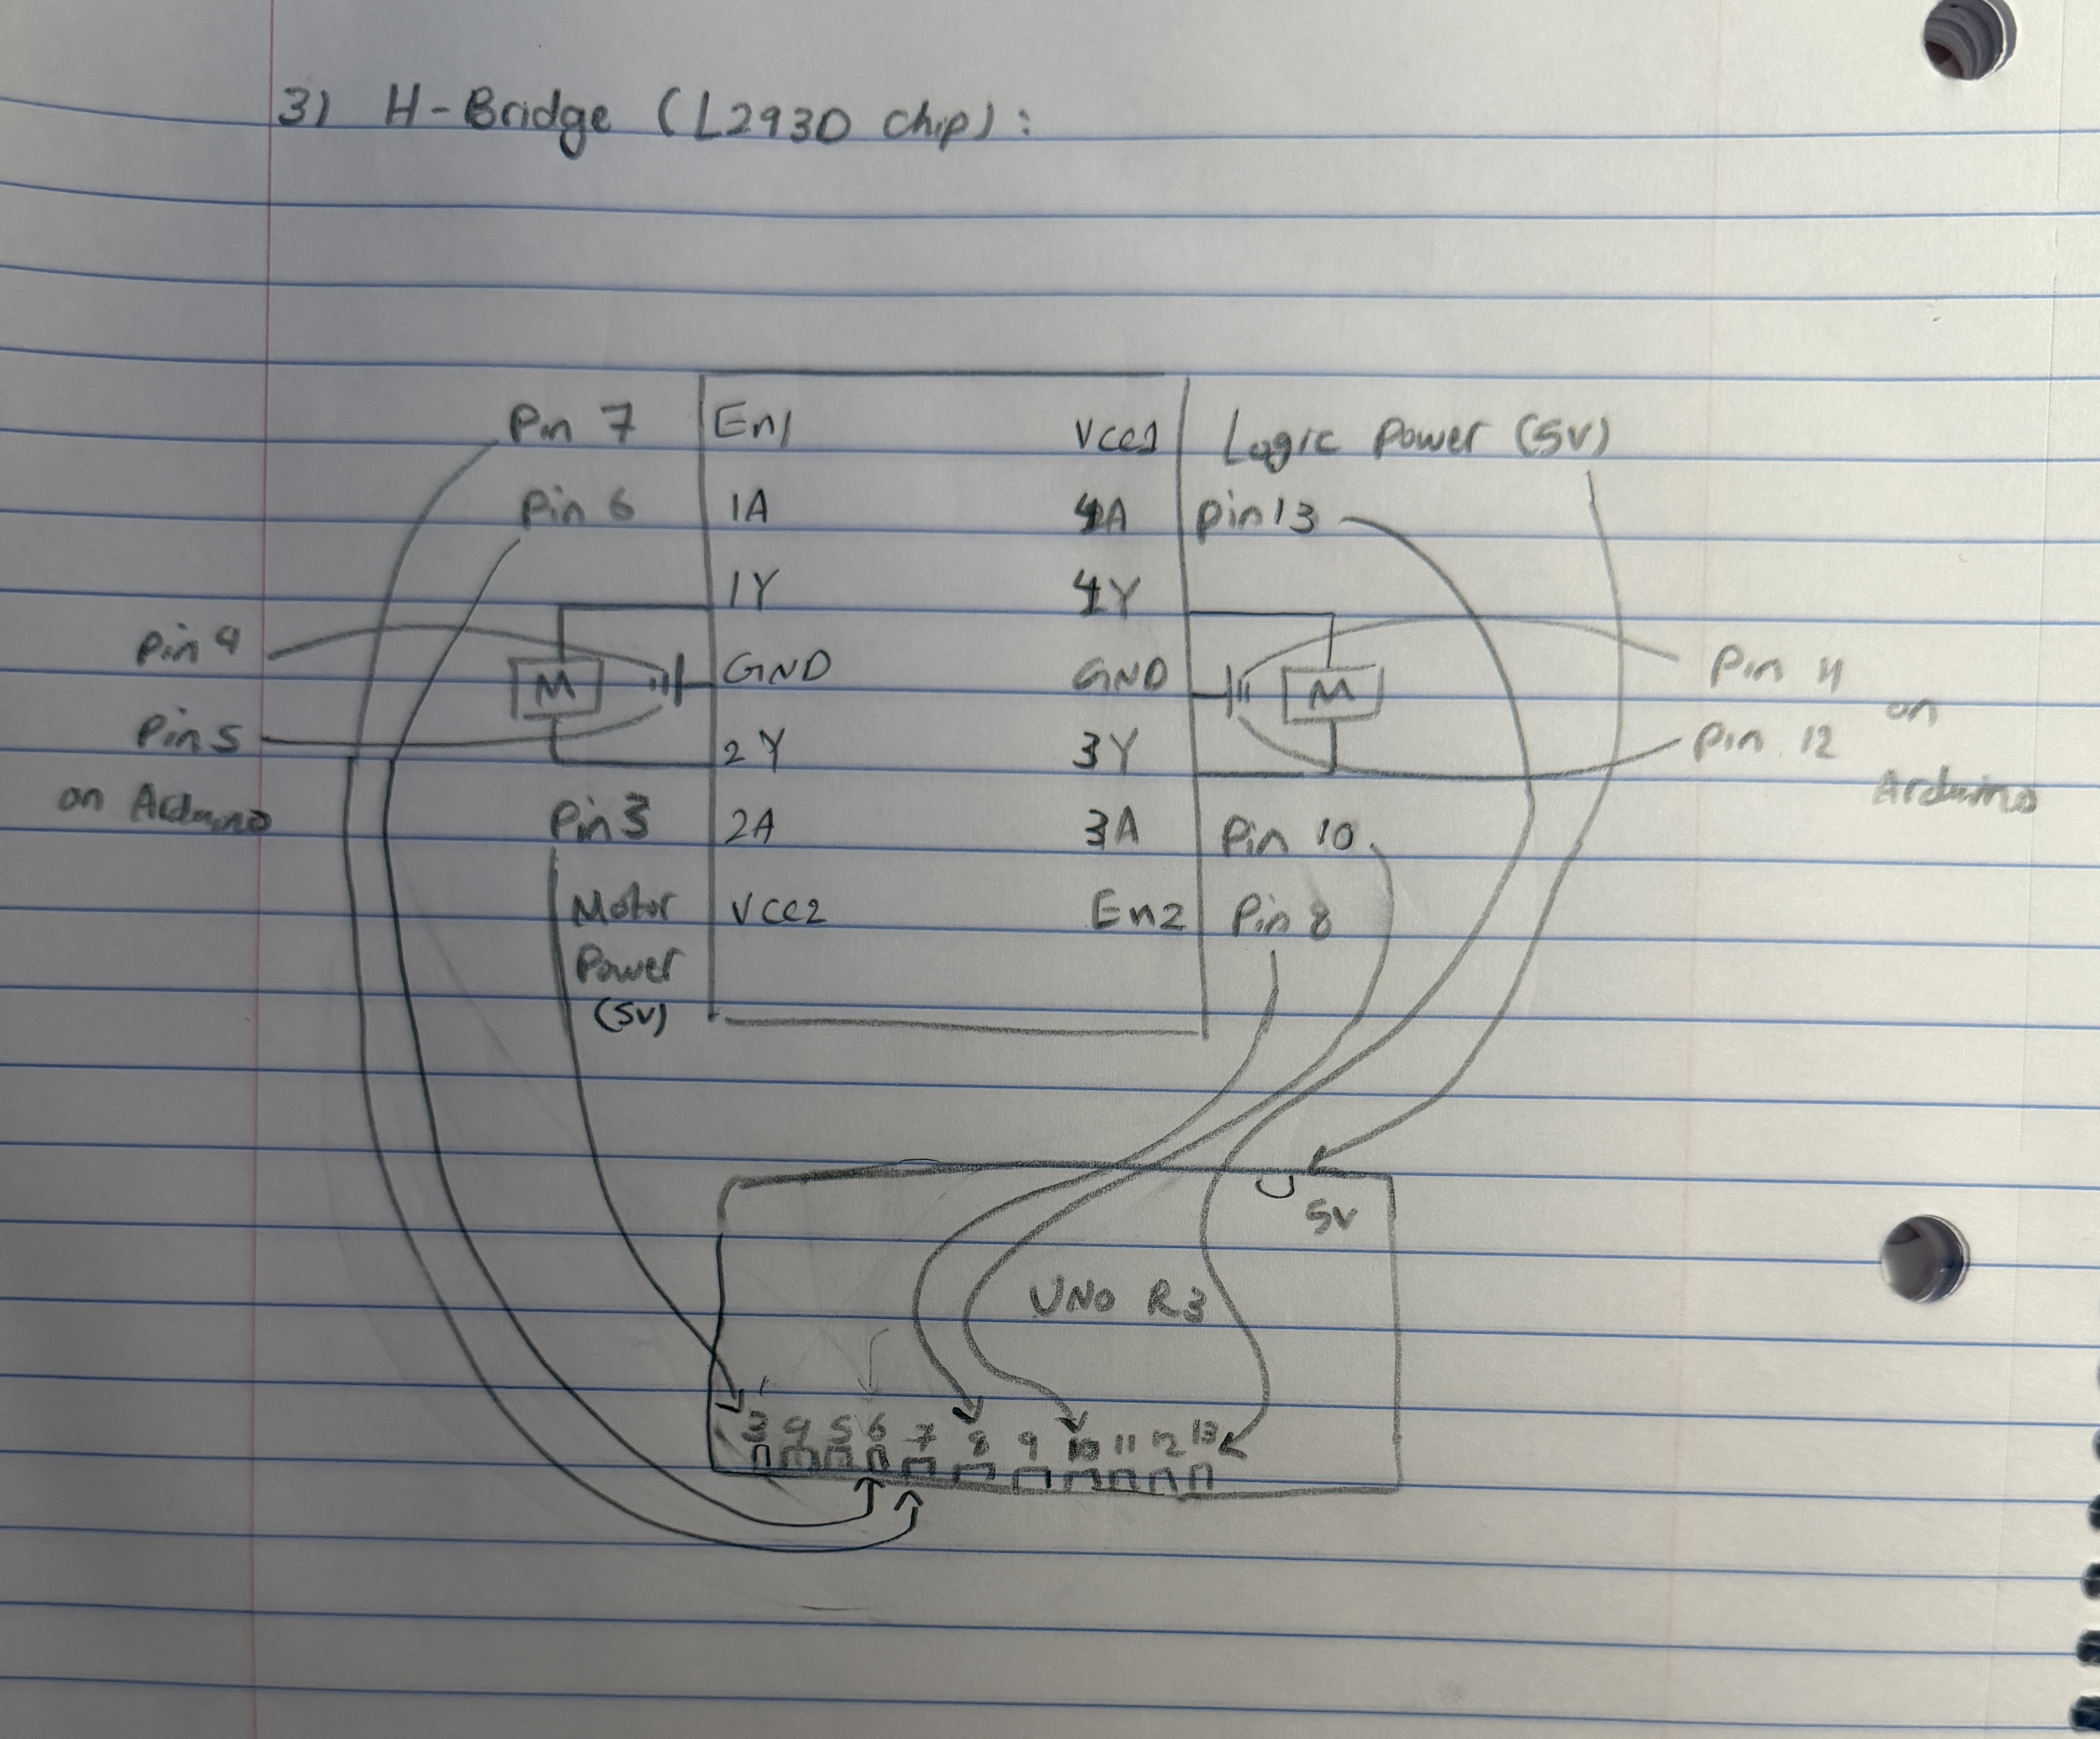 3) H-Bridge (L293D chip):
Pin 7 En1 Vcc1 Logic Power (5V)
Pin 6 1A 4A pin13
1Y 4Y
Pin 4 M GND GND M Pin 11
Pin 5 2Y 3Y Pin 12 on
on Arduino Pin 3 2A 3A Pin 10 Arduino
Motor VCC2 En2 Pin 8
Power
(5V)
5V
UNO R3
3 4 5 6 7 8 9 10 11 12 13